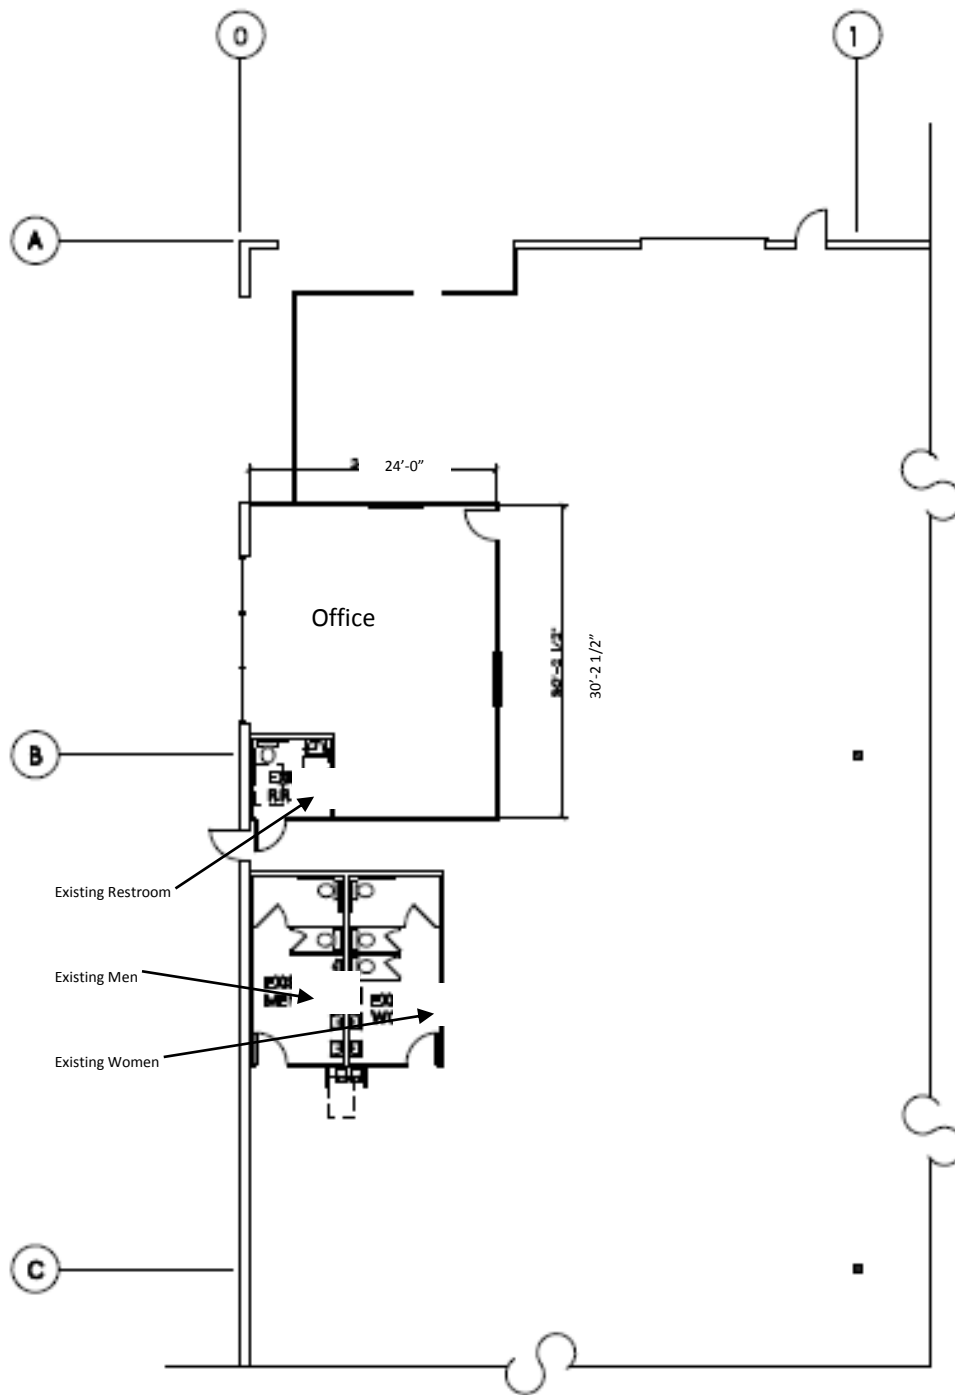 0
1
A
24’-0”
Office
30’-2 1/2”
B
Existing Restroom
Existing Men
Existing Women
C